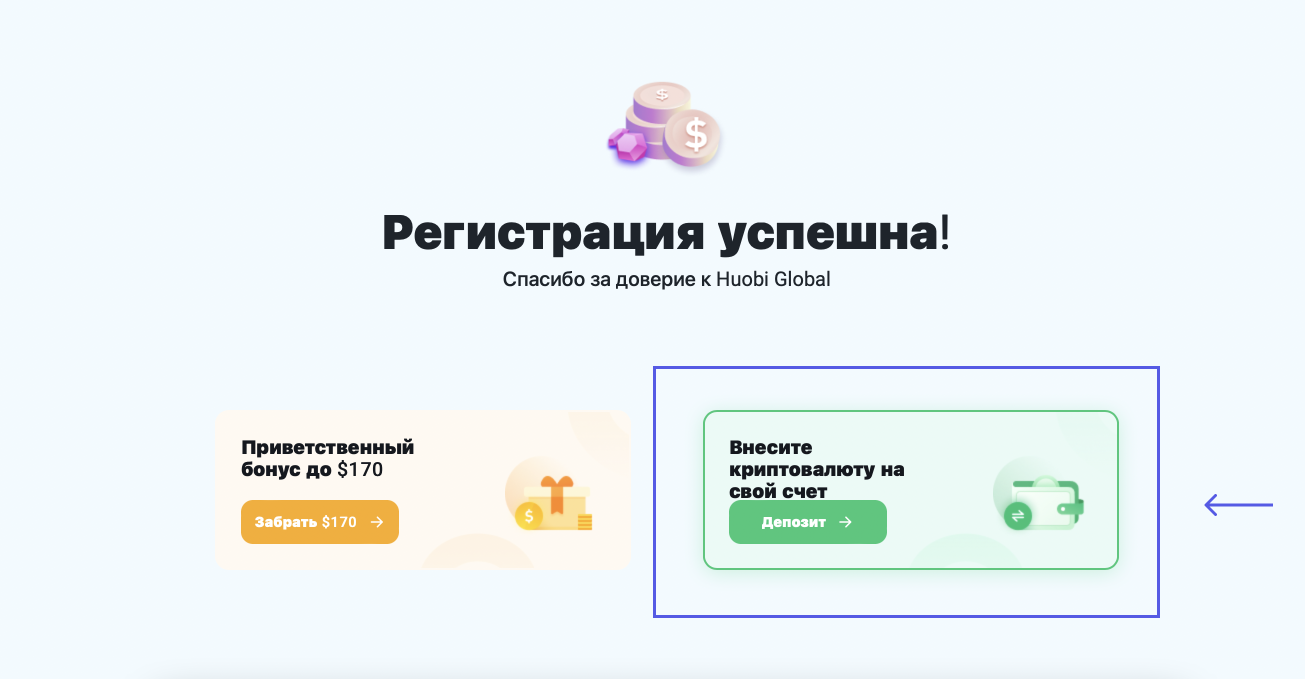 Регистрация успешна!
Спасибо за доверие к Huobi Global
Приветственный
бонус до $170
Забрать $170 →
Внесите
криптовалюту на
свой счет
Депозит →